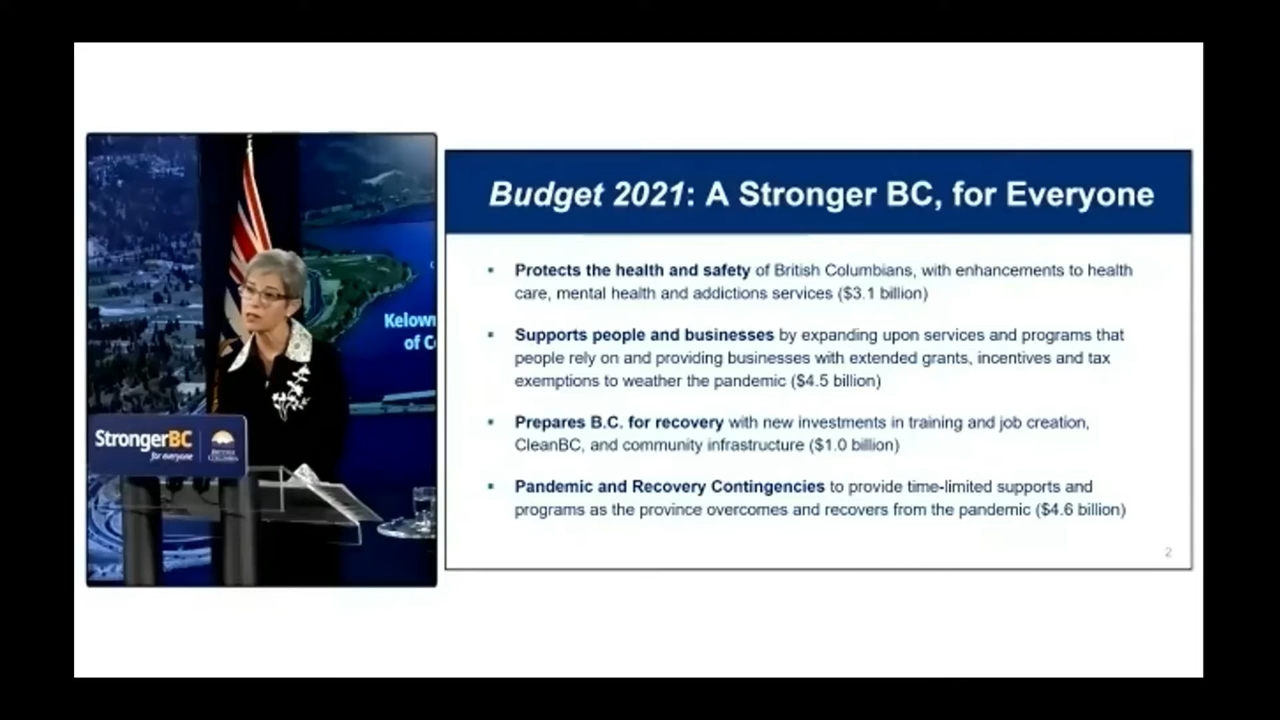 Kelown
of C
StrongerBC
for everyone
BRITISH
COLUMBIA
Budget 2021: A Stronger BC, for Everyone
▪ Protects the health and safety of British Columbians, with enhancements to health
care, mental health and addictions services ($3.1 billion)
▪ Supports people and businesses by expanding upon services and programs that
people rely on and providing businesses with extended grants, incentives and tax
exemptions to weather the pandemic ($4.5 billion)
▪ Prepares B.C. for recovery with new investments in training and job creation,
CleanBC, and community infrastructure ($1.0 billion)
▪ Pandemic and Recovery Contingencies to provide time-limited supports and
programs as the province overcomes and recovers from the pandemic ($4.6 billion)
2